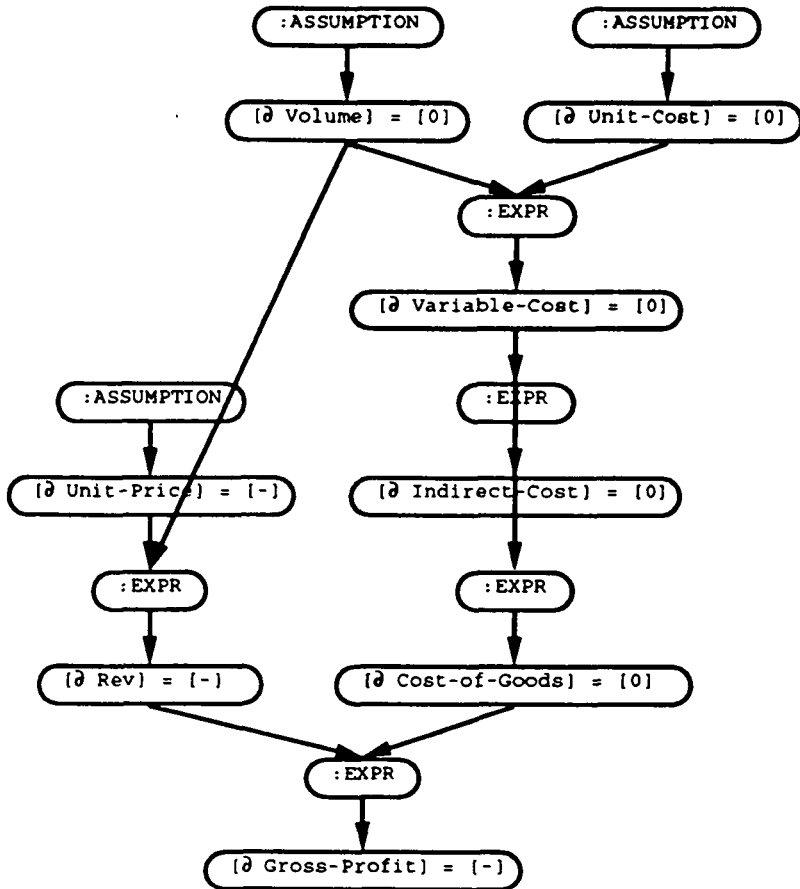 :ASSUMPTION
:ASSUMPTION
[∂ Volume] = [0]
[∂ Unit-Cost] = [0]
:EXPR
[∂ Variable-Cost] = [0]
:ASSUMPTION
:EXPR
[∂ Unit-Price] = [-]
[∂ Indirect-Cost] = [0]
:EXPR
:EXPR
[∂ Rev] = [-]
[∂ Cost-of-Goods] = [0]
:EXPR
[∂ Gross-Profit] = [-]